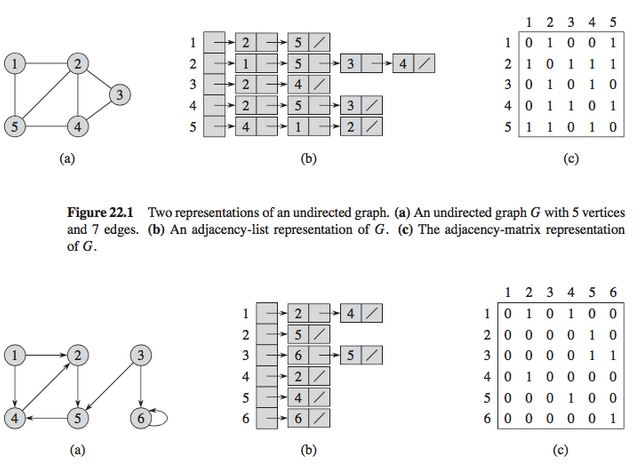 1 2 3 5 4
(a)
1 2 5 /
2 1 5 3 4 /
3 2 4 /
4 2 5 3 /
5 4 1 2 /
(b)
1 2 3 4 5
1 0 1 0 0 1
2 1 0 1 1 1
3 0 1 0 1 0
4 0 1 1 0 1
5 1 1 0 1 0
(c)
Figure 22.1 Two representations of an undirected graph. (a) An undirected graph G with 5 vertices
and 7 edges. (b) An adjacency-list representation of G. (c) The adjacency-matrix representation
of G.
1 2 3
4 5 6
(a)
1 2 4 /
2 5 /
3 6 5 /
4 2 /
5 4 /
6 6 /
(b)
1 2 3 4 5 6
1 0 1 0 1 0 0
2 0 0 0 0 1 0
3 0 0 0 0 1 1
4 0 1 0 0 0 0
5 0 0 0 1 0 0
6 0 0 0 0 0 1
(c)